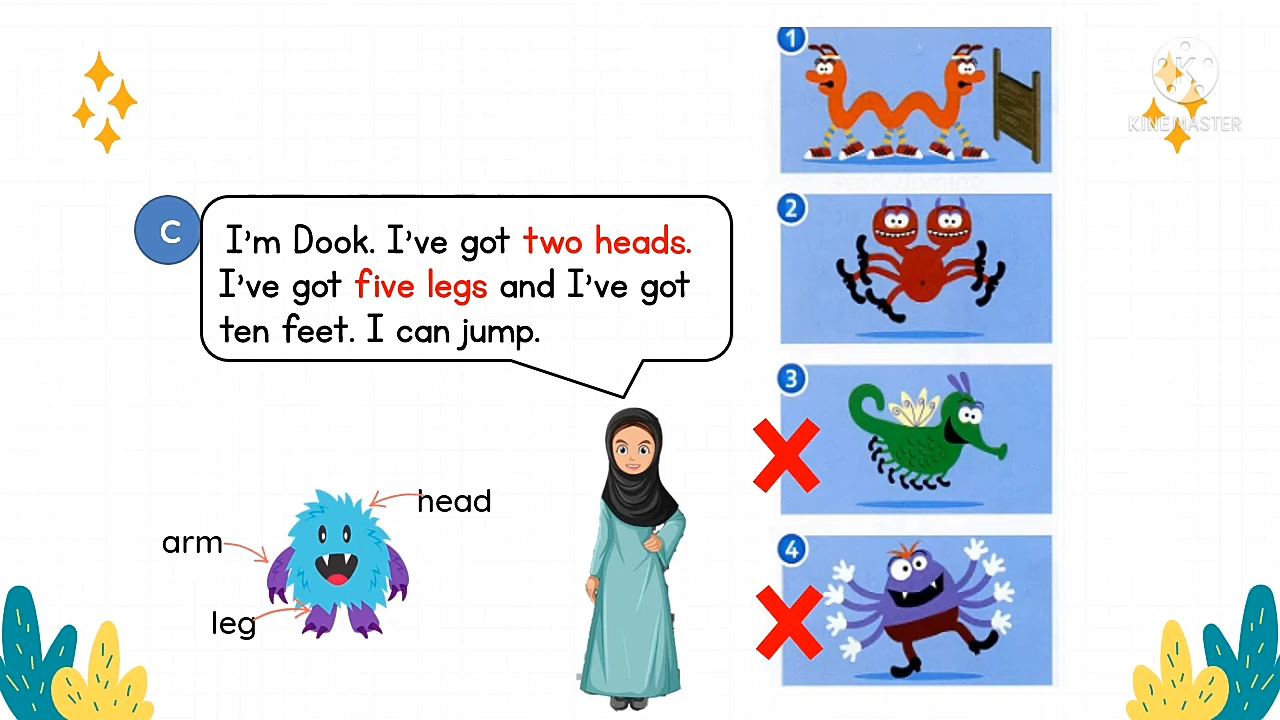 1
KINEMASTER
C
I'm Dook. I've got two heads.
I've got five legs and I've got
ten feet. I can jump.
2
3
head
arm
4
leg